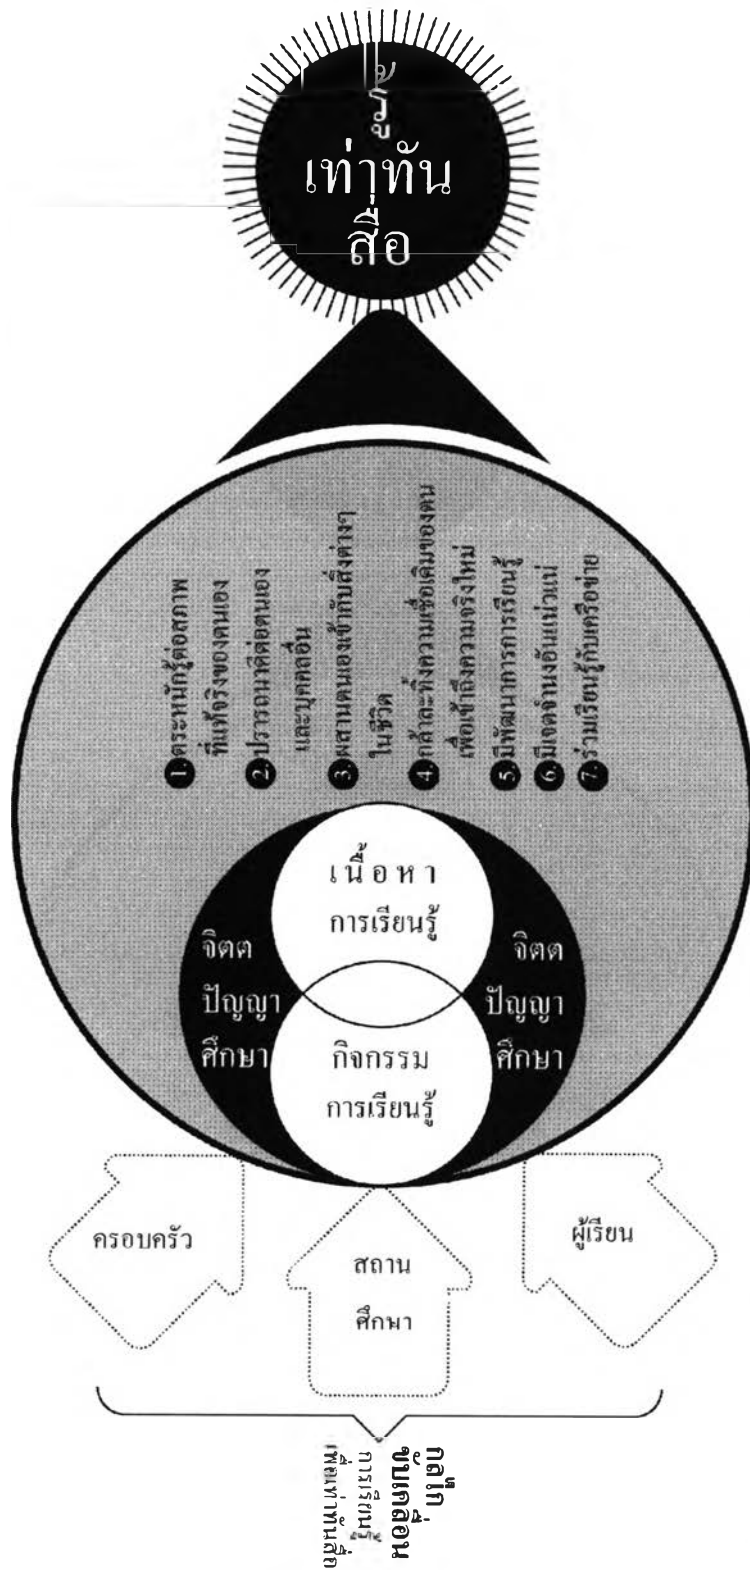 รู้
เท่าทัน
สื่อ
1. ตระหนักรู้ต่อสภาพ
ที่แท้จริงของตนเอง
2. ปรารถนาดีต่อตนเอง
และบุคคลอื่น
3. ผสานตนเองเข้ากับสิ่งต่างๆ
ในชีวิต
4. กล้าละทิ้งความเชื่อเดิมของตน
เพื่อเข้าถึงความจริงใหม่
5. มีพัฒนาการการเรียนรู้
6. มีเจตจำนงอันแน่วแน่
7. ร่วมเรียนรู้กับเครือข่าย
เนื้อหา
การเรียนรู้
จิตต
ปัญญา
ศึกษา
จิตต
ปัญญา
ศึกษา
กิจกรรม
การเรียนรู้
ครอบครัว
สถาน
ศึกษา
ผู้เรียน
กลไก
ขับเคลื่อน
การเรียนรู้
เพื่อเท่าทันสื่อ